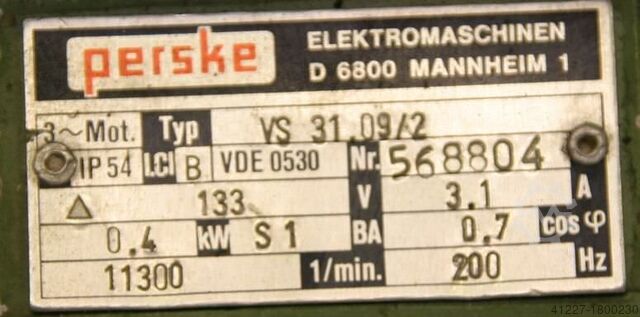 perske ELEKTROMASCHINEN
D 6800 MANNHEIM 1
3~Mot. Typ VS 31.09/2
IP 54 I.Cl B VDE 0530 Nr. 568804
△ 133 V 3.1 A
0.4 kW S 1 BA 0.7 cos φ
11300 1/min. 200 Hz
41227-1800230